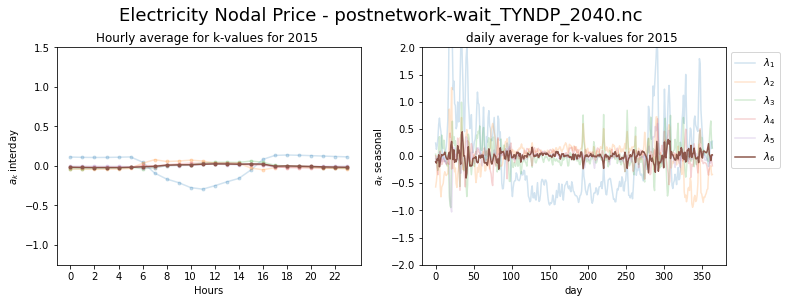 Electricity Nodal Price - postnetwork-wait_TYNDP_2040.nc
Hourly average for k-values for 2015
1.5
1.0
0.5
0.0
−0.5
−1.0
a_k interday
0 2 4 6 8 10 12 14 16 18 20 22
Hours
daily average for k-values for 2015
2.0
1.5
1.0
0.5
0.0
−0.5
−1.0
−1.5
−2.0
a_k seasonal
0 50 100 150 200 250 300 350
day
λ₁
λ₂
λ₃
λ₄
λ₅
λ₆